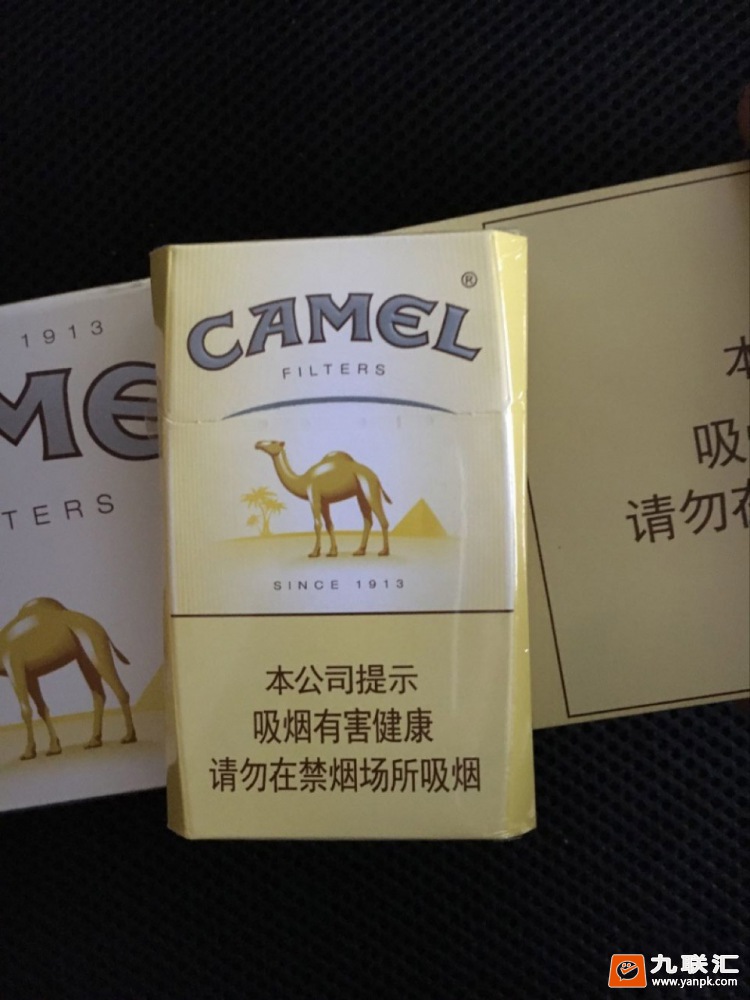 1913
ME
TERS
CAMEL®
FILTERS
SINCE 1913
本公司提示
吸烟有害健康
请勿在禁烟场所吸烟
本
吸
请勿在
九联汇
www.yanpk.com